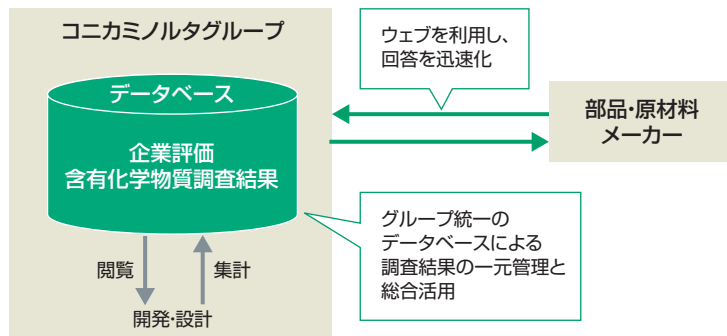 コニカミノルタグループ
データベース
企業評価
含有化学物質調査結果
閲覧
集計
開発・設計
ウェブを利用し、
回答を迅速化
部品・原材料
メーカー
グループ統一の
データベースによる
調査結果の一元管理と
総合活用